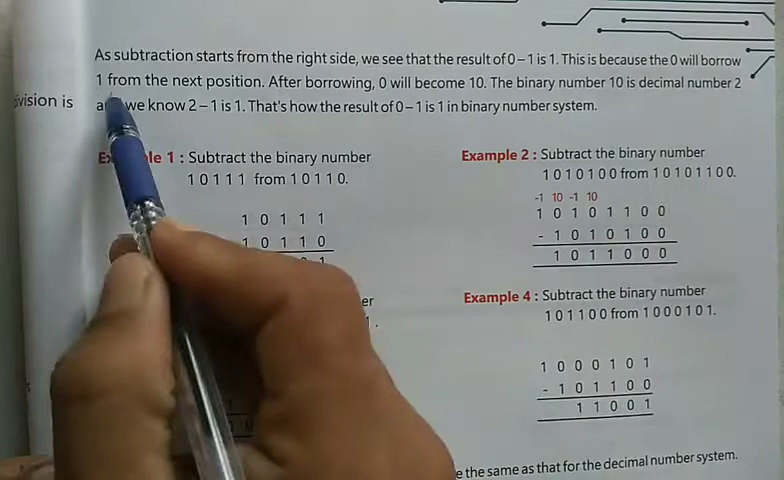 As subtraction starts from the right side, we see that the result of 0 – 1 is 1. This is because the 0 will borrow
1 from the next position. After borrowing, 0 will become 10. The binary number 10 is decimal number 2
we know 2 – 1 is 1. That's how the result of 0 – 1 is 1 in binary number system.
vision is
Example 1 : Subtract the binary number
1 0 1 1 1 from 1 0 1 1 0.
1 0 1 1 1
1 0 1 1 0
1
er
1 .
Example 2 : Subtract the binary number
1 0 1 0 1 0 0 from 1 0 1 0 1 1 0 0.
-1 10 -1 10
1 0 1 0 1 1 0 0
- 1 0 1 0 1 0 0
1 0 1 1 0 0 0
Example 4 : Subtract the binary number
1 0 1 1 0 0 from 1 0 0 0 1 0 1.
1 0 0 0 1 0 1
- 1 0 1 1 0 0
1 1 0 0 1
e the same as that for the decimal number system.